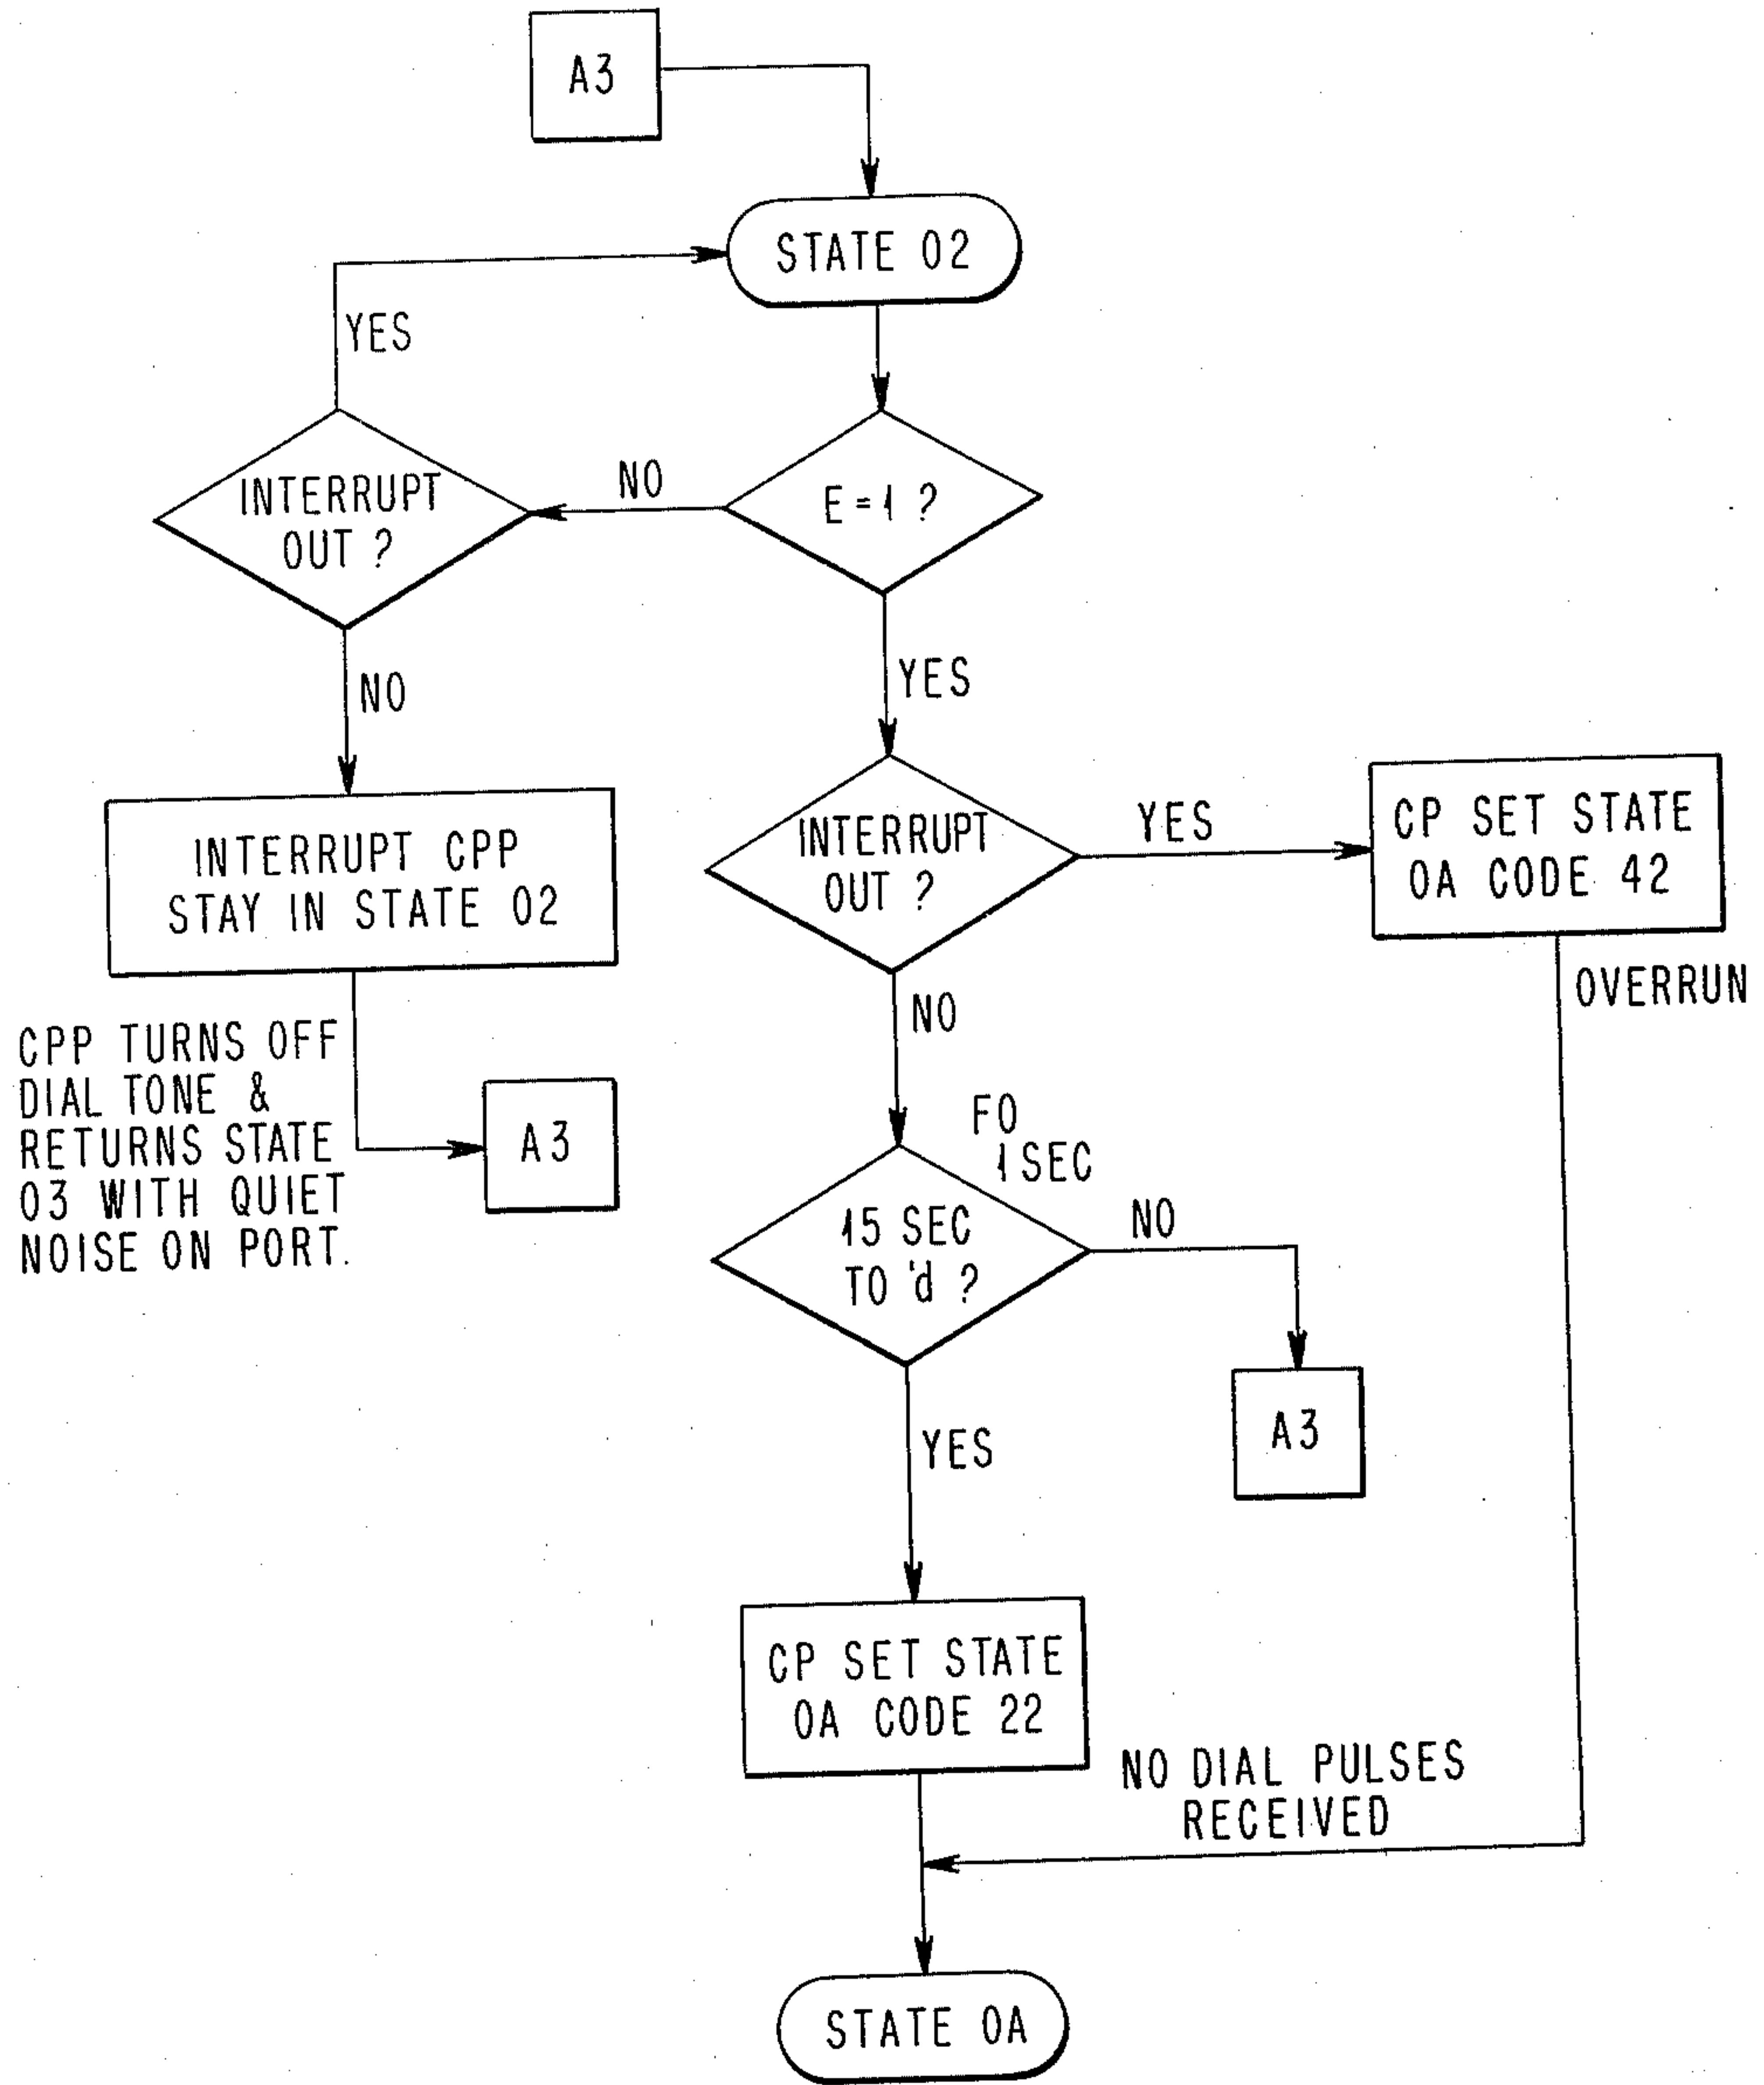 A3
STATE 02
YES
INTERRUPT
OUT ?
NO
E = 1 ?
NO
YES
INTERRUPT CPP
STAY IN STATE 02
INTERRUPT
OUT ?
YES
CP SET STATE
0A CODE 42
OVERRUN
NO
CPP TURNS OFF
DIAL TONE &
RETURNS STATE
03 WITH QUIET
NOISE ON PORT.
A3
F0
1 SEC
15 SEC
TO 'd ?
NO
A3
YES
CP SET STATE
0A CODE 22
NO DIAL PULSES
RECEIVED
STATE 0A